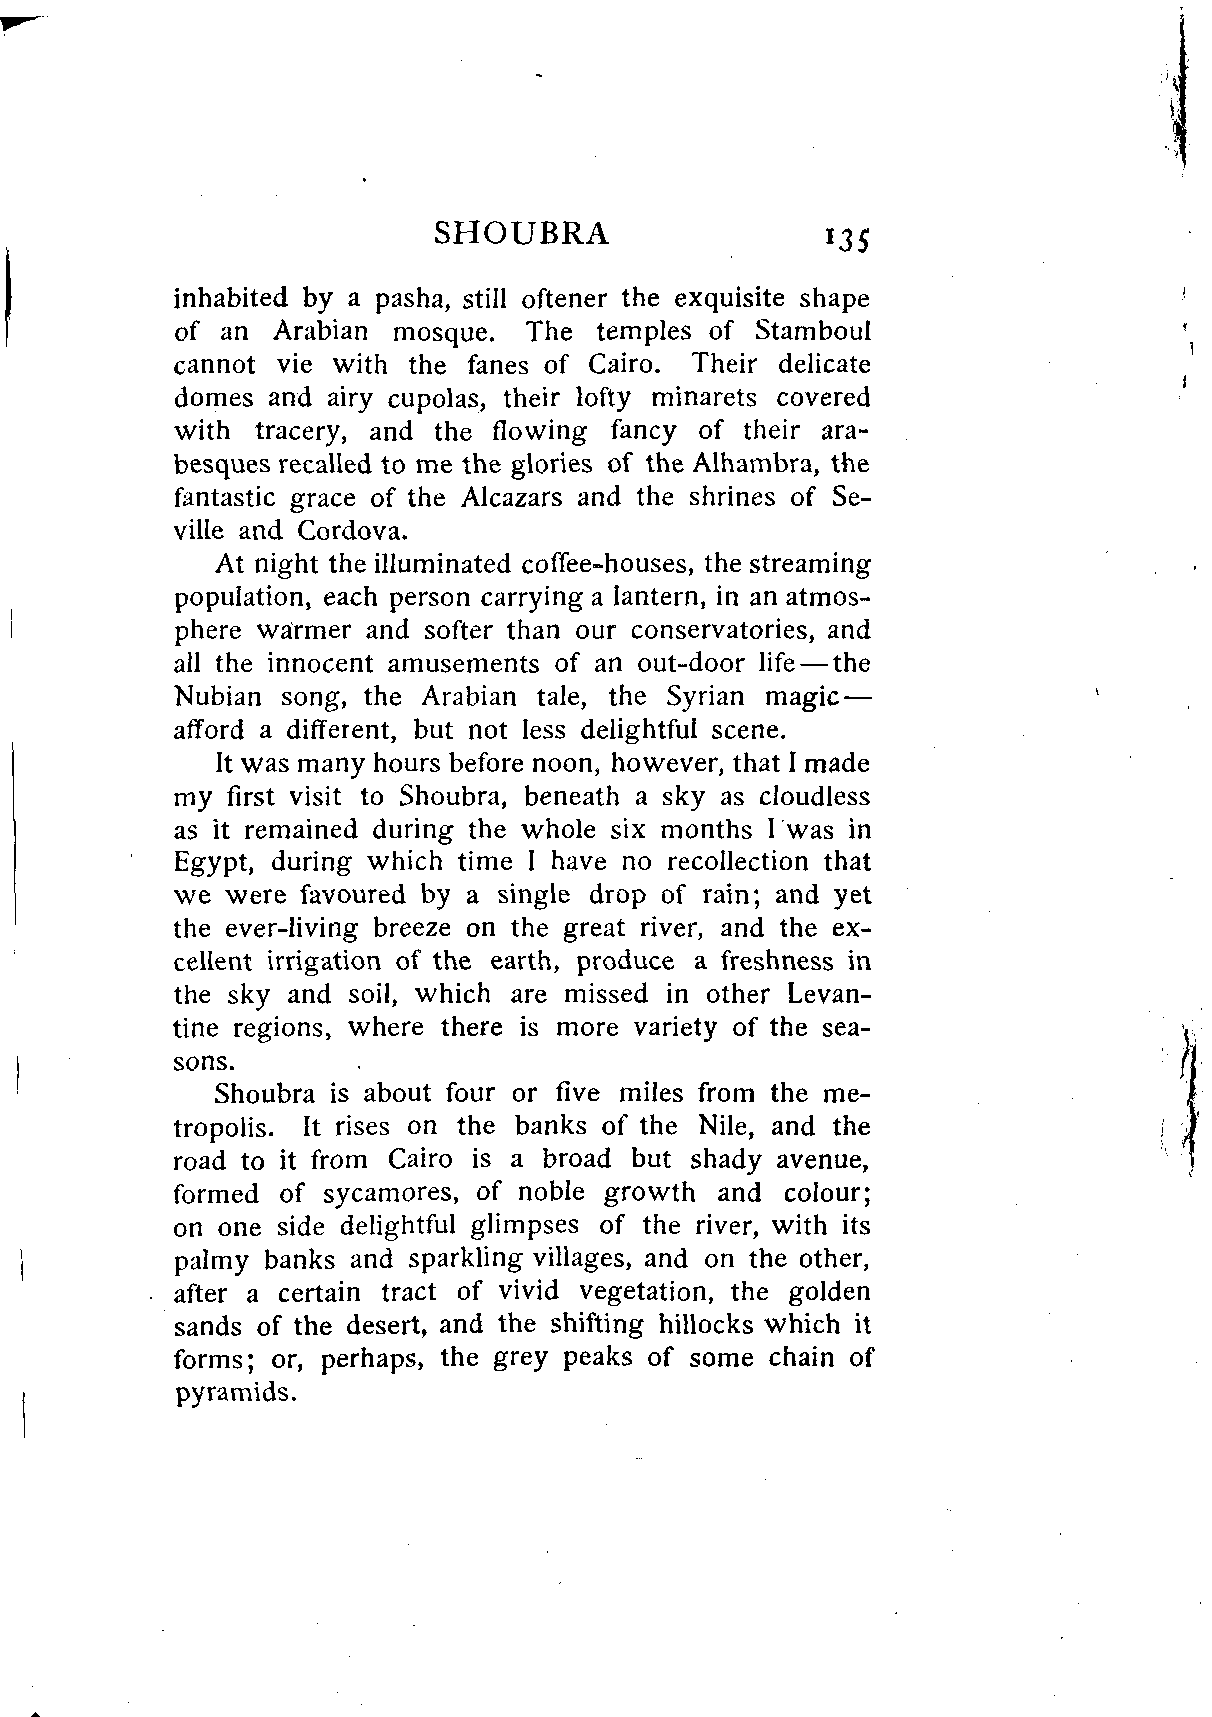 SHOUBRA 135
inhabited by a pasha, still oftener the exquisite shape
of an Arabian mosque. The temples of Stamboul
cannot vie with the fanes of Cairo. Their delicate
domes and airy cupolas, their lofty minarets covered
with tracery, and the flowing fancy of their ara-
besques recalled to me the glories of the Alhambra, the
fantastic grace of the Alcazars and the shrines of Se-
ville and Cordova.
At night the illuminated coffee-houses, the streaming
population, each person carrying a lantern, in an atmos-
phere warmer and softer than our conservatories, and
all the innocent amusements of an out-door life—the
Nubian song, the Arabian tale, the Syrian magic—
afford a different, but not less delightful scene.
It was many hours before noon, however, that I made
my first visit to Shoubra, beneath a sky as cloudless
as it remained during the whole six months I was in
Egypt, during which time I have no recollection that
we were favoured by a single drop of rain; and yet
the ever-living breeze on the great river, and the ex-
cellent irrigation of the earth, produce a freshness in
the sky and soil, which are missed in other Levan-
tine regions, where there is more variety of the sea-
sons.
Shoubra is about four or five miles from the me-
tropolis. It rises on the banks of the Nile, and the
road to it from Cairo is a broad but shady avenue,
formed of sycamores, of noble growth and colour;
on one side delightful glimpses of the river, with its
palmy banks and sparkling villages, and on the other,
after a certain tract of vivid vegetation, the golden
sands of the desert, and the shifting hillocks which it
forms; or, perhaps, the grey peaks of some chain of
pyramids.